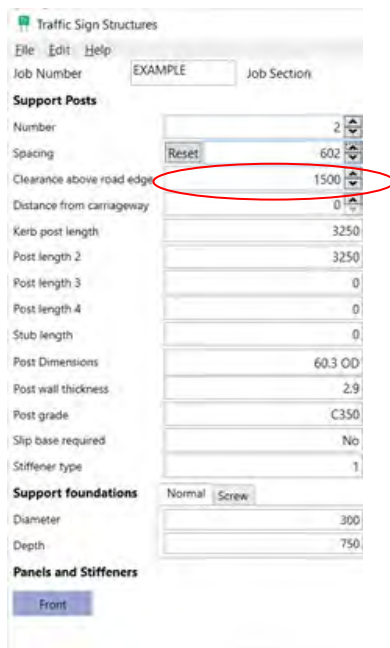 Traffic Sign Structures
File Edit Help
Job Number EXAMPLE Job Section
Support Posts
Number 2
Spacing Reset 602
Clearance above road edge 1500
Distance from carriageway 0
Kerb post length 3250
Post length 2 3250
Post length 3 0
Post length 4 0
Stub length 0
Post Dimensions 60.3 OD
Post wall thickness 2.9
Post grade C350
Slip base required No
Stiffener type 1
Support foundations Normal Screw
Diameter 300
Depth 750
Panels and Stiffeners
Front